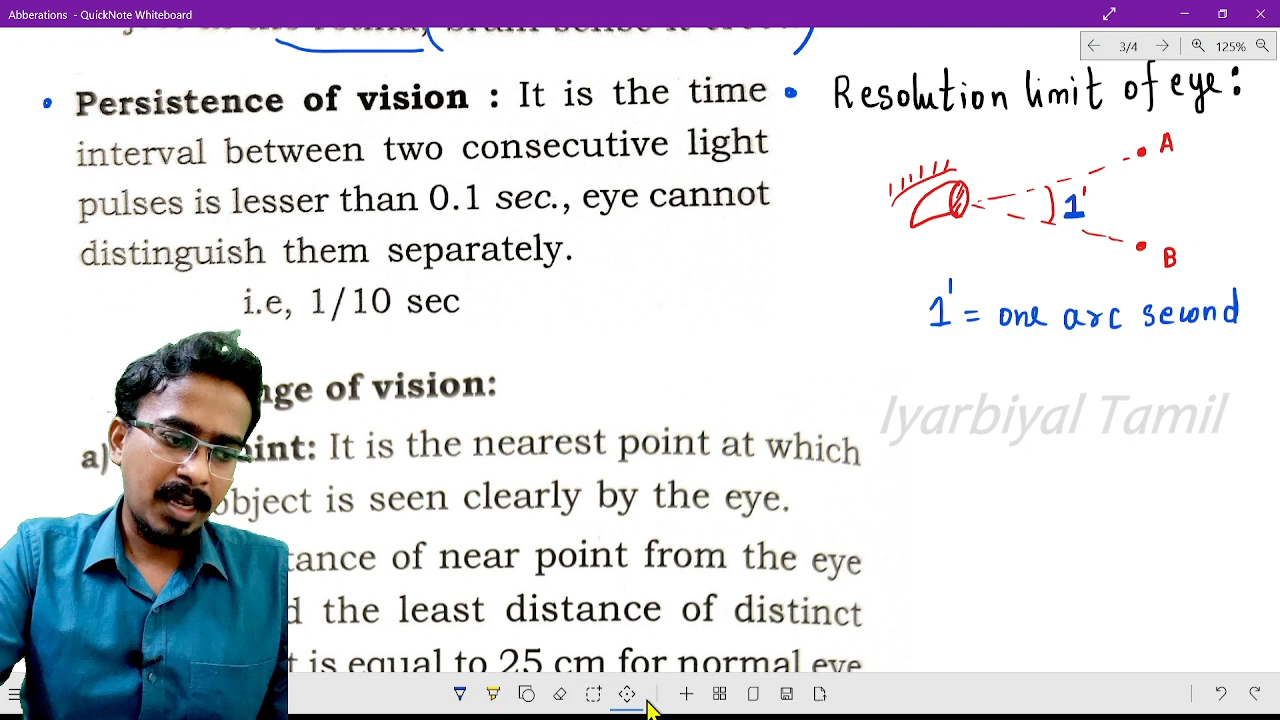 Abberations - QuickNote Whiteboard
3/4
125%
Persistence of vision : It is the time
interval between two consecutive light
pulses is lesser than 0.1 sec., eye cannot
distinguish them separately.
i.e, 1/10 sec
nge of vision:
a) int: It is the nearest point at which
object is seen clearly by the eye.
tance of near point from the eye
d the least distance of distinct
t is equal to 25 cm for normal eye
Resolution limit of eye:
A
1'
B
1' = one arc second
Iyarbiyal Tamil